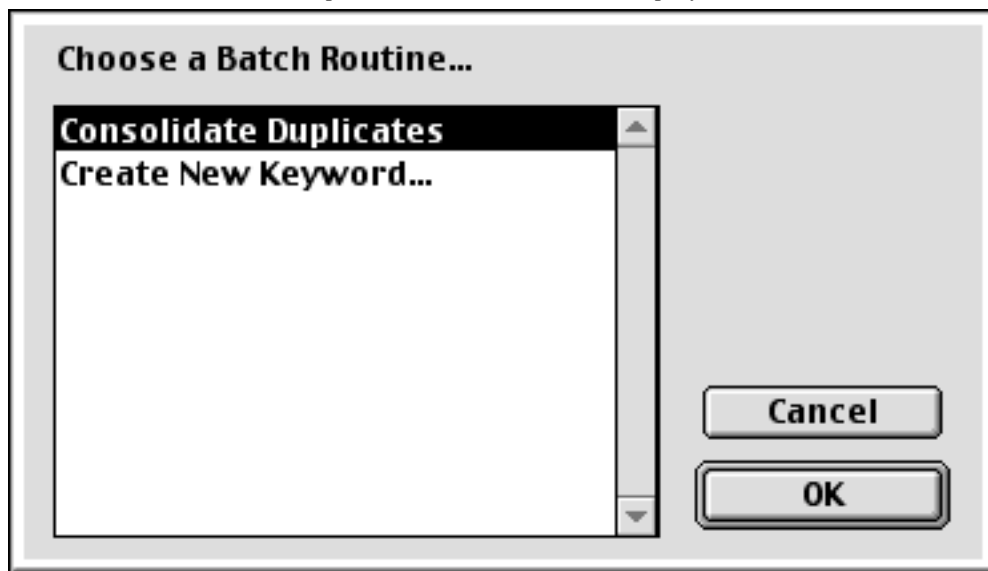 Choose a Batch Routine...
Consolidate Duplicates
Create New Keyword...
Cancel
OK